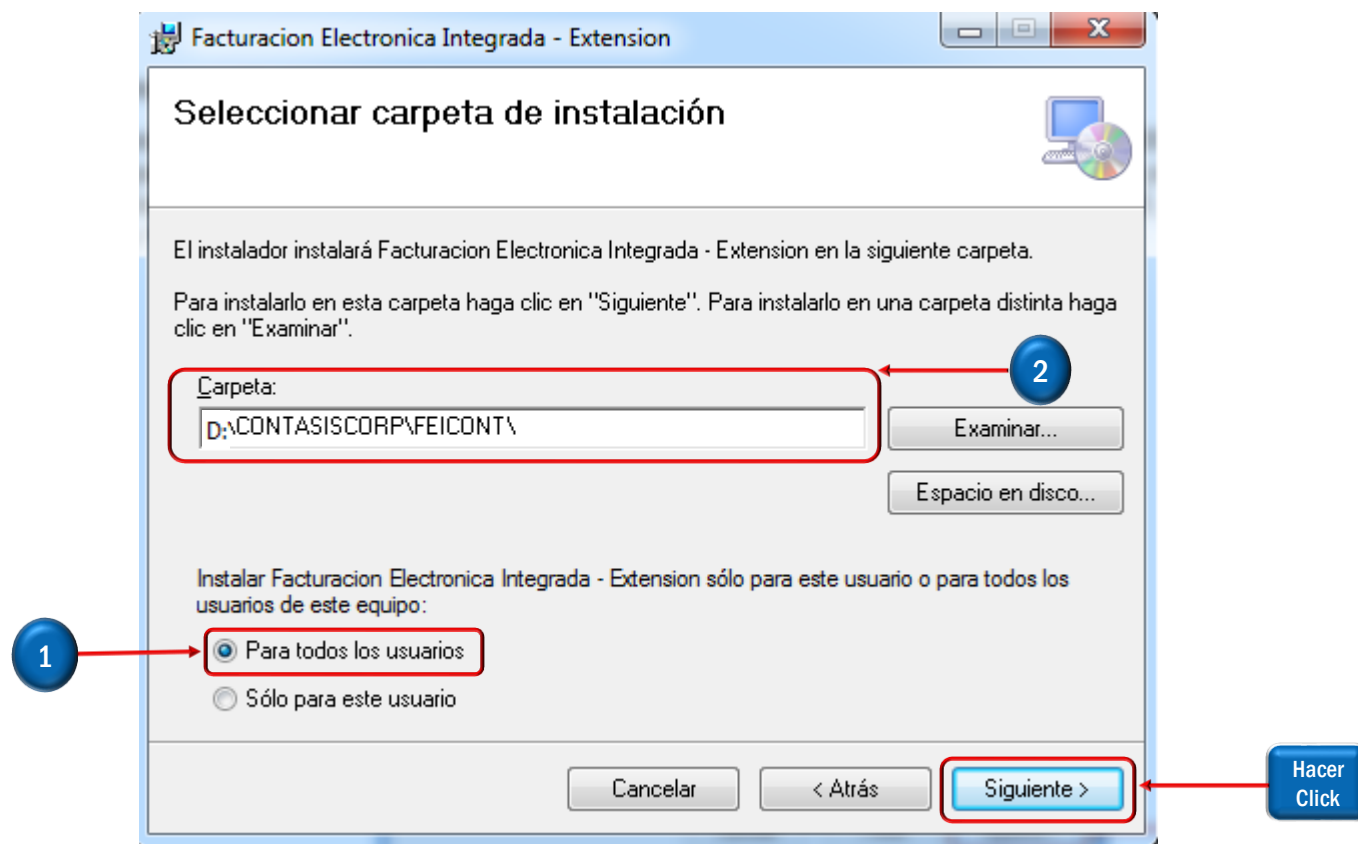 Facturacion Electronica Integrada - Extension
Seleccionar carpeta de instalación
El instalador instalará Facturacion Electronica Integrada - Extension en la siguiente carpeta.
Para instalarlo en esta carpeta haga clic en "Siguiente". Para instalarlo en una carpeta distinta haga
clic en "Examinar".
2
Carpeta:
D:\CONTASISCORP\FEICONT\
Examinar...
Espacio en disco...
Instalar Facturacion Electronica Integrada - Extension sólo para este usuario o para todos los
usuarios de este equipo:
1
Para todos los usuarios
Sólo para este usuario
Cancelar
< Atrás
Siguiente >
Hacer
Click